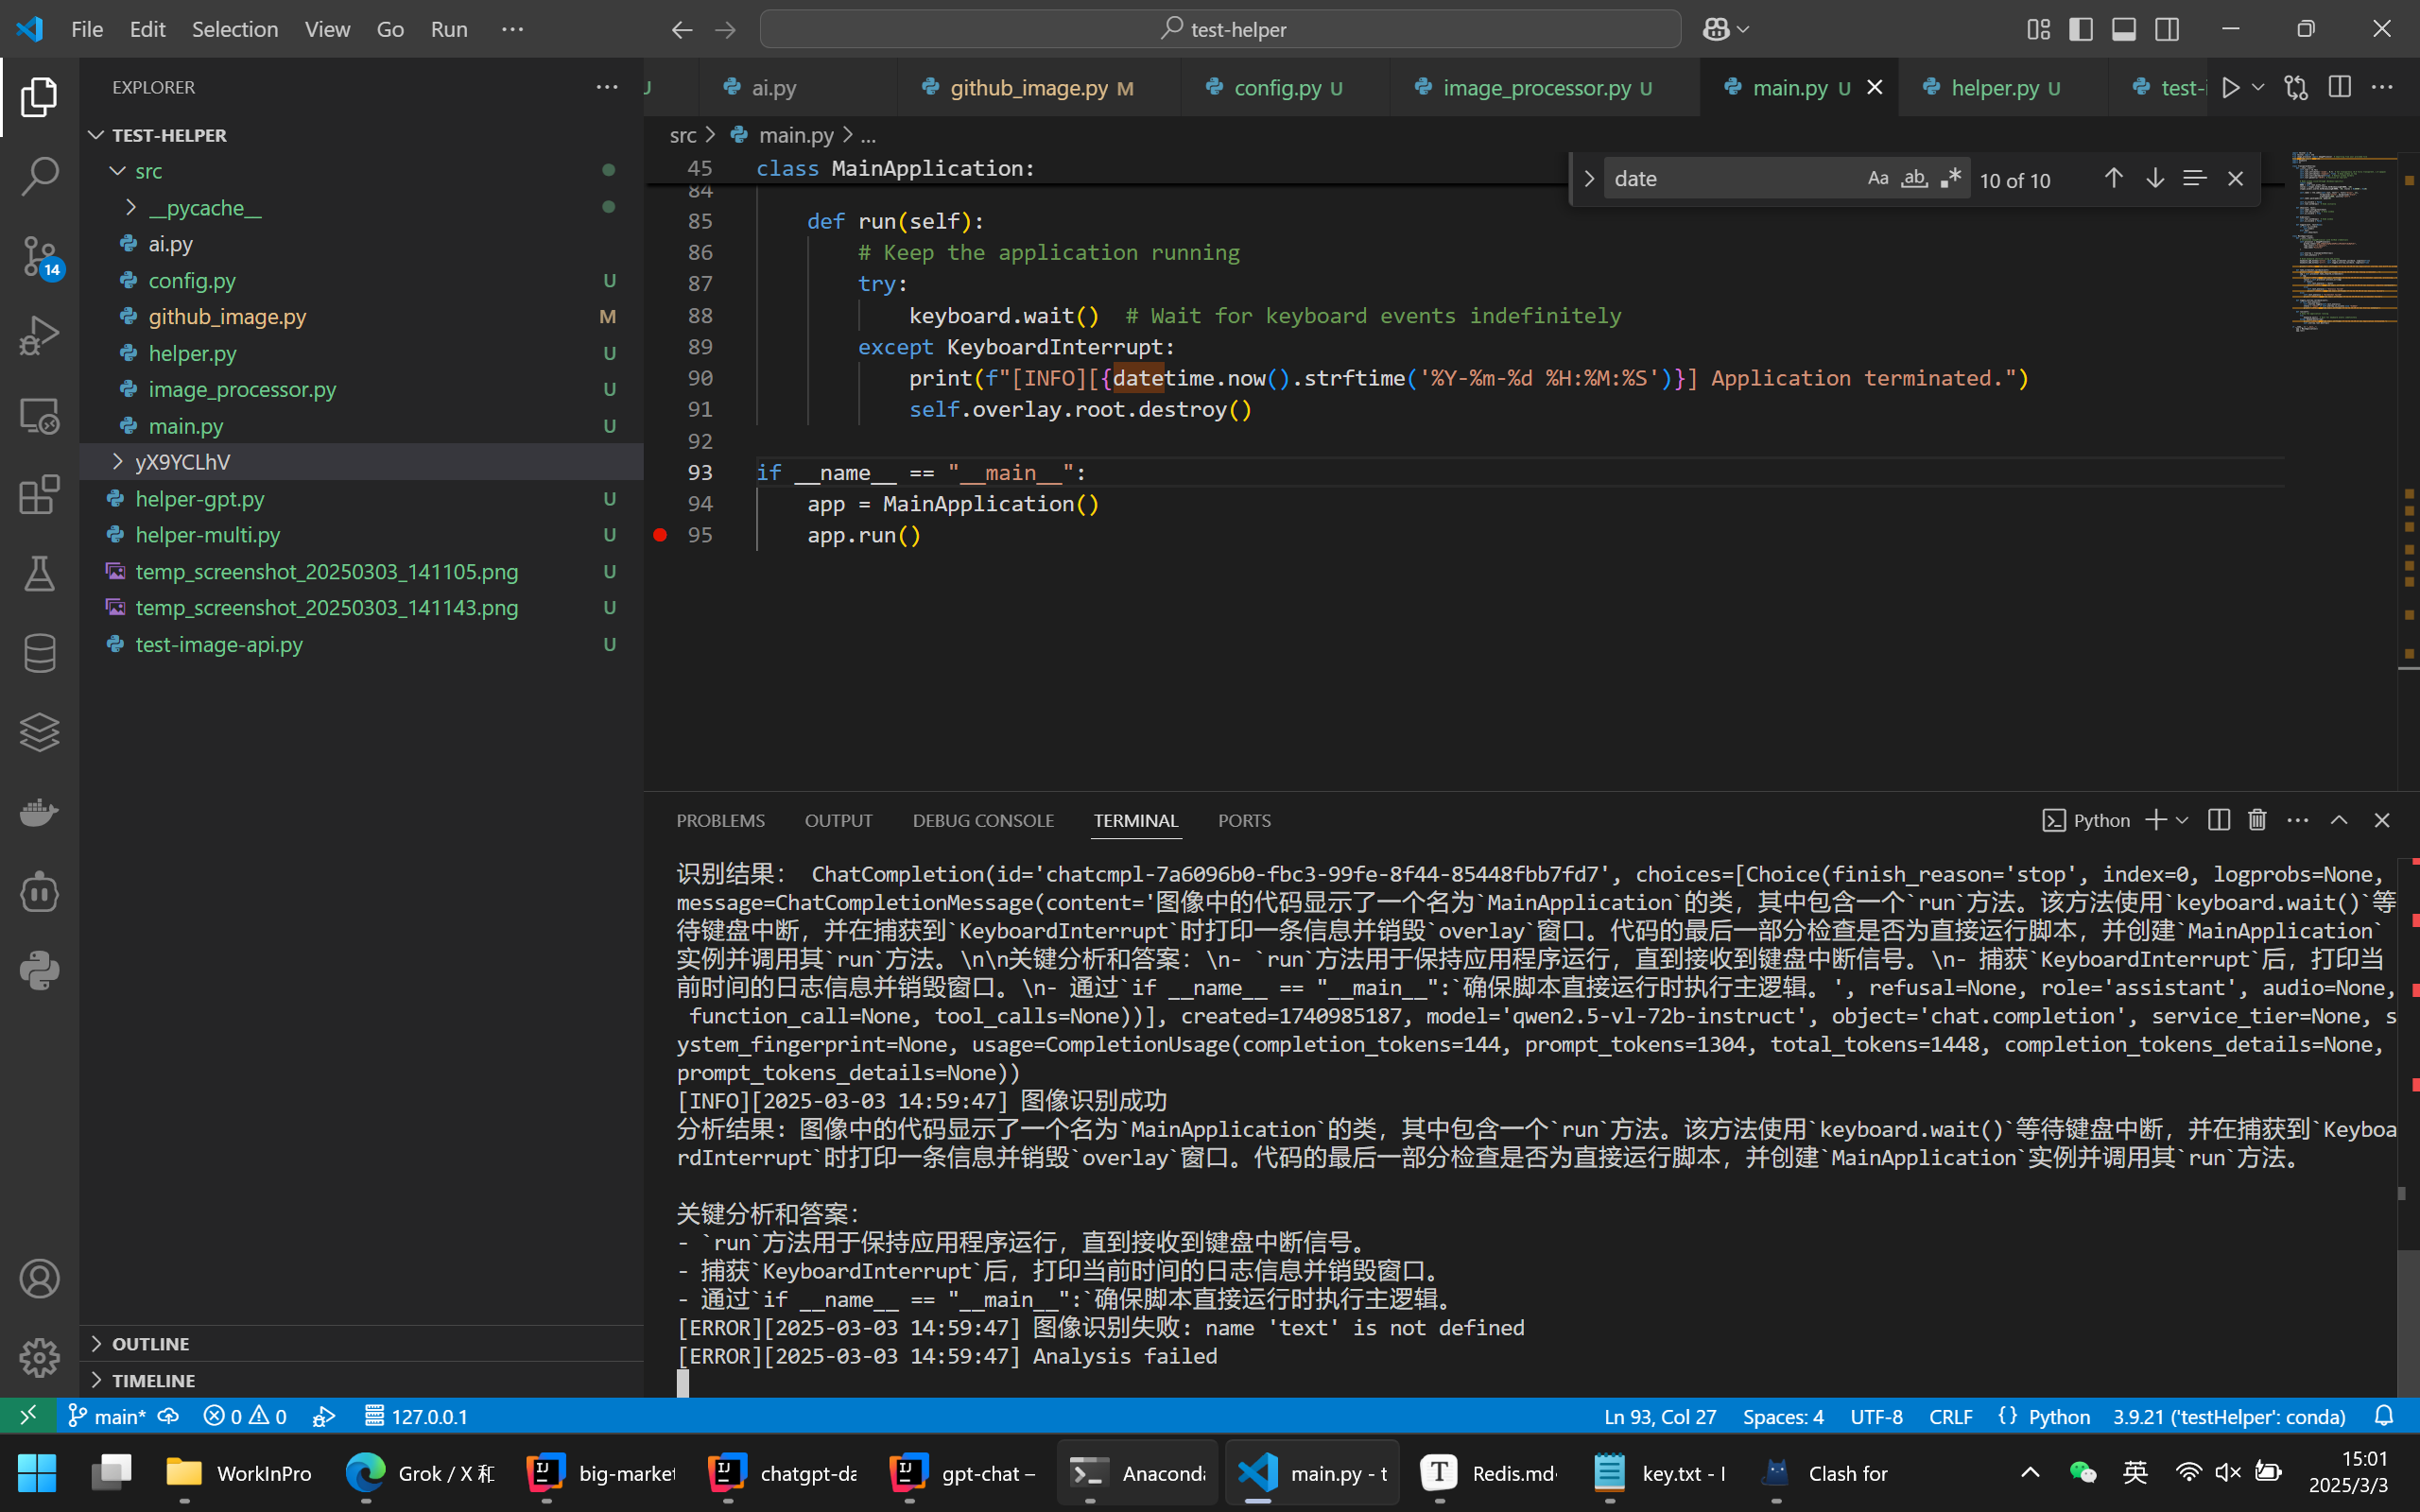 File Edit Selection View Go Run ··· test-helper
EXPLORER
TEST-HELPER
src
__pycache__
ai.py
config.py U
github_image.py M
helper.py U
image_processor.py U
main.py U
yX9YCLhV
helper-gpt.py U
helper-multi.py U
temp_screenshot_20250303_141105.png U
temp_screenshot_20250303_141143.png U
test-image-api.py U
OUTLINE
TIMELINE
14
U ai.py github_image.py M config.py U image_processor.py U main.py U helper.py U test-i
src > main.py > ...
date Aa ab .* 10 of 10
45 class MainApplication:
84
85 def run(self):
86 # Keep the application running
87 try:
88 keyboard.wait()  # Wait for keyboard events indefinitely
89 except KeyboardInterrupt:
90 print(f"[INFO][{datetime.now().strftime('%Y-%m-%d %H:%M:%S')}] Application terminated.")
91 self.overlay.root.destroy()
92
93 if __name__ == "__main__":
94 app = MainApplication()
95 app.run()
PROBLEMS OUTPUT DEBUG CONSOLE TERMINAL PORTS Python
识别结果： ChatCompletion(id='chatcmpl-7a6096b0-fbc3-99fe-8f44-85448fbb7fd7', choices=[Choice(finish_reason='stop', index=0, logprobs=None,
message=ChatCompletionMessage(content='图像中的代码显示了一个名为`MainApplication`的类，其中包含一个`run`方法。该方法使用`keyboard.wait()`等
待键盘中断，并在捕获到`KeyboardInterrupt`时打印一条信息并销毁`overlay`窗口。代码的最后一部分检查是否为直接运行脚本，并创建`MainApplication`
实例并调用其`run`方法。\n\n关键分析和答案：\n- `run`方法用于保持应用程序运行，直到接收到键盘中断信号。\n- 捕获`KeyboardInterrupt`后，打印当
前时间的日志信息并销毁窗口。\n- 通过`if __name__ == "__main__":`确保脚本直接运行时执行主逻辑。', refusal=None, role='assistant', audio=None,
function_call=None, tool_calls=None))], created=1740985187, model='qwen2.5-vl-72b-instruct', object='chat.completion', service_tier=None, s
ystem_fingerprint=None, usage=CompletionUsage(completion_tokens=144, prompt_tokens=1304, total_tokens=1448, completion_tokens_details=None,
prompt_tokens_details=None))
[INFO][2025-03-03 14:59:47] 图像识别成功
分析结果：图像中的代码显示了一个名为`MainApplication`的类，其中包含一个`run`方法。该方法使用`keyboard.wait()`等待键盘中断，并在捕获到`Keyboa
rdInterrupt`时打印一条信息并销毁`overlay`窗口。代码的最后一部分检查是否为直接运行脚本，并创建`MainApplication`实例并调用其`run`方法。
关键分析和答案：
- `run`方法用于保持应用程序运行，直到接收到键盘中断信号。
- 捕获`KeyboardInterrupt`后，打印当前时间的日志信息并销毁窗口。
- 通过`if __name__ == "__main__":`确保脚本直接运行时执行主逻辑。
[ERROR][2025-03-03 14:59:47] 图像识别失败: name 'text' is not defined
[ERROR][2025-03-03 14:59:47] Analysis failed
main* 0 0 127.0.0.1 Ln 93, Col 27 Spaces: 4 UTF-8 CRLF {} Python 3.9.21 ('testHelper': conda)
WorkInPro Grok / X 和 big-market chatgpt-da gpt-chat – Anaconda main.py - t Redis.md· key.txt - Clash for 英 15:01
2025/3/3